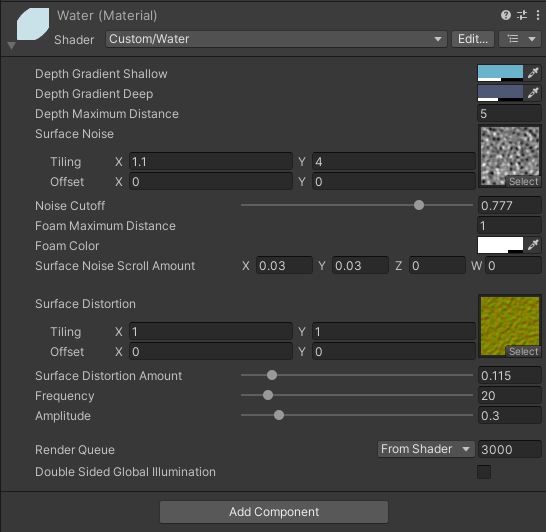 Water (Material)
Shader Custom/Water Edit...
Depth Gradient Shallow
Depth Gradient Deep
Depth Maximum Distance 5
Surface Noise
Tiling X 1.1 Y 4
Offset X 0 Y 0 Select
Noise Cutoff 0.777
Foam Maximum Distance 1
Foam Color
Surface Noise Scroll Amount X 0.03 Y 0.03 Z 0 W 0
Surface Distortion
Tiling X 1 Y 1
Offset X 0 Y 0 Select
Surface Distortion Amount 0.115
Frequency 20
Amplitude 0.3
Render Queue From Shader 3000
Double Sided Global Illumination
Add Component